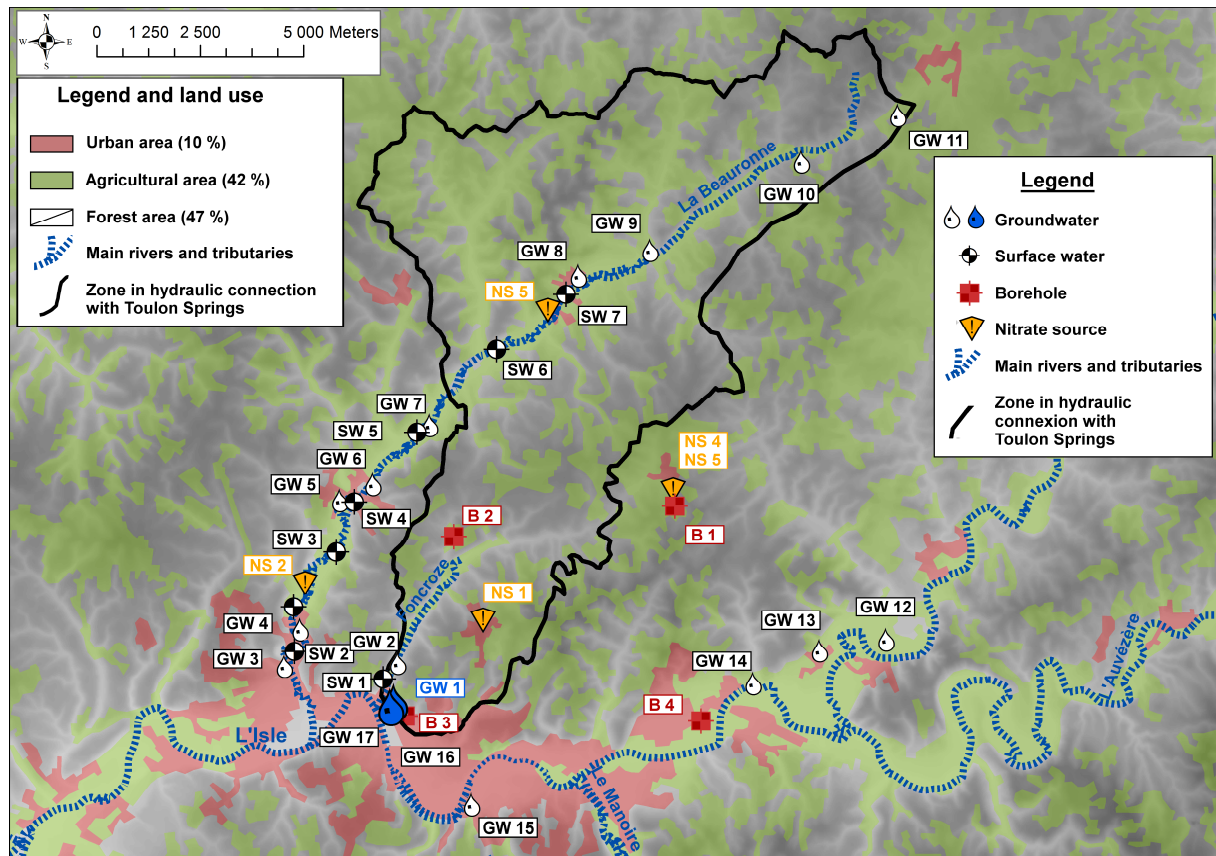 N
W E
S
0 1 250 2 500 5 000 Meters
Legend and land use
Urban area (10 %)
Agricultural area (42 %)
Forest area (47 %)
Main rivers and tributaries
Zone in hydraulic connection
with Toulon Springs
Legend
Groundwater
Surface water
Borehole
Nitrate source
Main rivers and tributaries
Zone in hydraulic
connexion with
Toulon Springs
GW 11
La Beauronne
GW 10
GW 9
GW 8
NS 5
SW 7
SW 6
GW 7
SW 5
GW 6
GW 5
SW 4
NS 4
NS 5
B 1
B 2
SW 3
NS 2
Foncroze
NS 1
GW 4
GW 3
SW 2
GW 2
SW 1
GW 1
B 3
GW 17
GW 16
L'Isle
GW 12
GW 13
GW 14
B 4
L'Auvézère
Le Manoire
GW 15